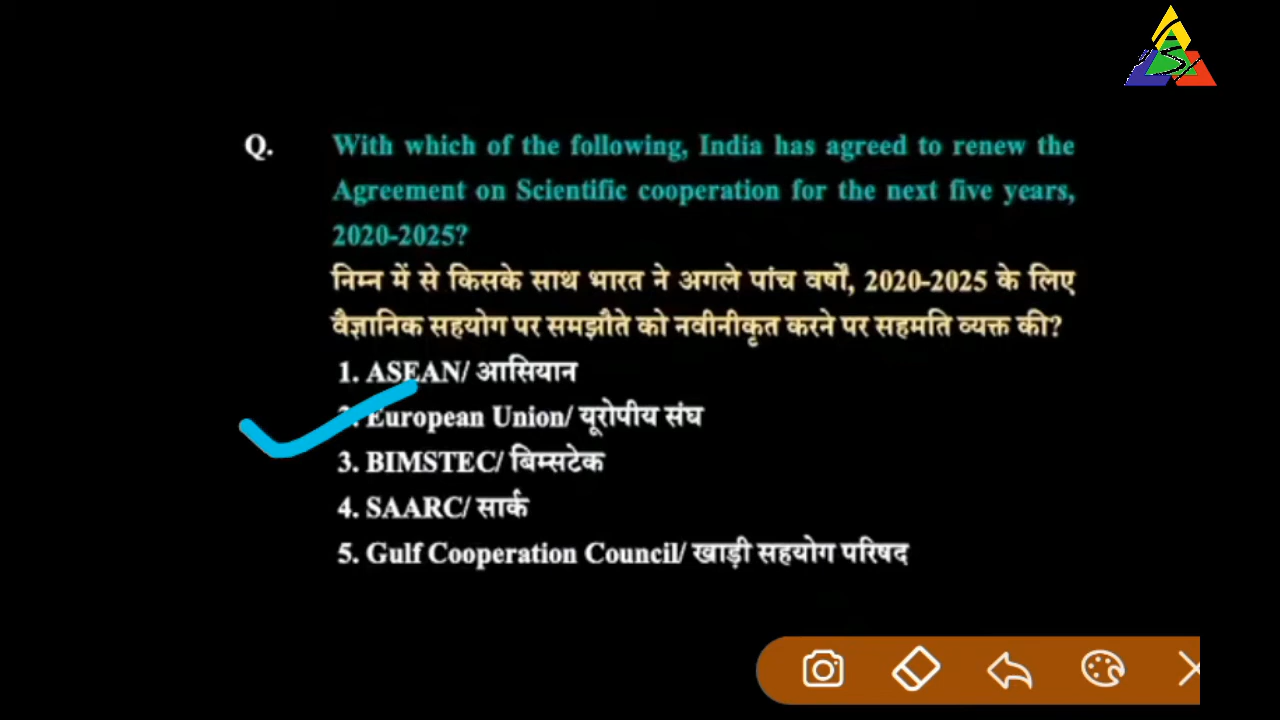 Q. With which of the following, India has agreed to renew the
Agreement on Scientific cooperation for the next five years,
2020-2025?
निम्न में से किसके साथ भारत ने अगले पांच वर्षों, 2020-2025 के लिए
वैज्ञानिक सहयोग पर समझौते को नवीनीकृत करने पर सहमति व्यक्त की?
1. ASEAN/ आसियान
2. European Union/ यूरोपीय संघ
3. BIMSTEC/ बिम्सटेक
4. SAARC/ सार्क
5. Gulf Cooperation Council/ खाड़ी सहयोग परिषद